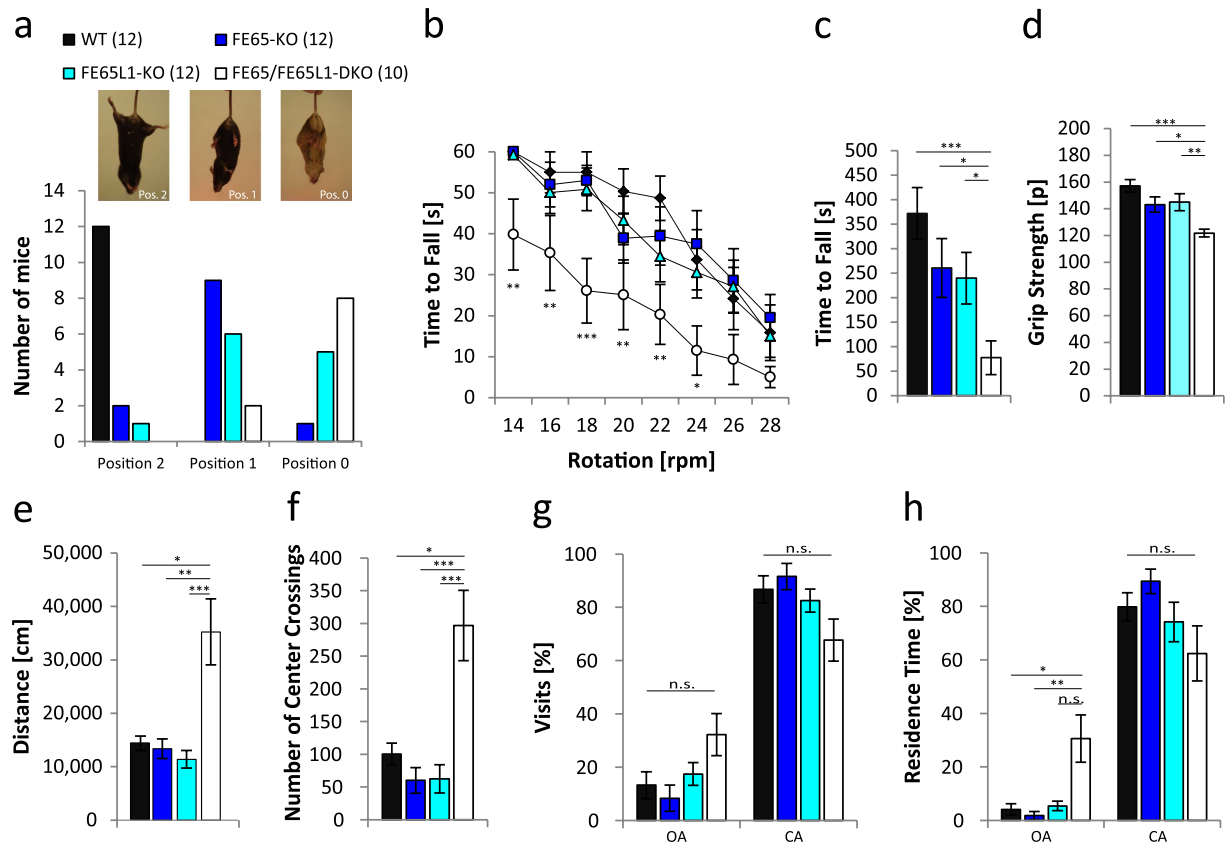 a
WT (12)
FE65-KO (12)
FE65L1-KO (12)
FE65/FE65L1-DKO (10)
Pos. 2
Pos. 1
Pos. 0
Number of mice
14
12
10
8
6
4
2
0
Position 2
Position 1
Position 0
b
Time to Fall [s]
60
50
40
30
20
10
0
**
**
***
**
**
*
14
16
18
20
22
24
26
28
Rotation [rpm]
c
Time to Fall [s]
500
450
400
350
300
250
200
150
100
50
0
***
*
*
d
Grip Strength [p]
200
180
160
140
120
100
80
60
40
20
0
***
*
**
e
Distance [cm]
50,000
40,000
30,000
20,000
10,000
0
*
**
***
f
Number of Center Crossings
400
350
300
250
200
150
100
50
0
*
***
***
g
Visits [%]
100
80
60
40
20
0
n.s.
n.s.
OA
CA
h
Residence Time [%]
100
80
60
40
20
0
*
**
n.s.
n.s.
OA
CA